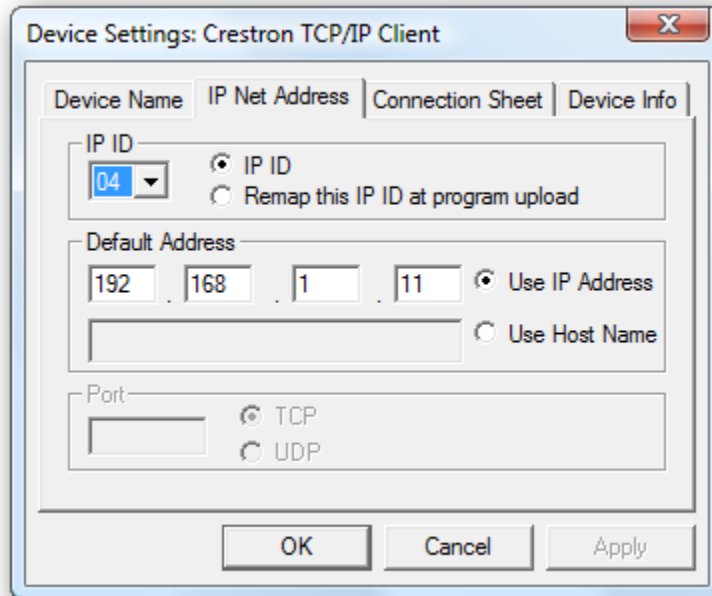 Device Settings: Crestron TCP/IP Client
Device Name IP Net Address Connection Sheet Device Info
IP ID
04 IP ID
Remap this IP ID at program upload
Default Address
192 . 168 . 1 . 11 Use IP Address
Use Host Name
Port
TCP
UDP
OK Cancel Apply